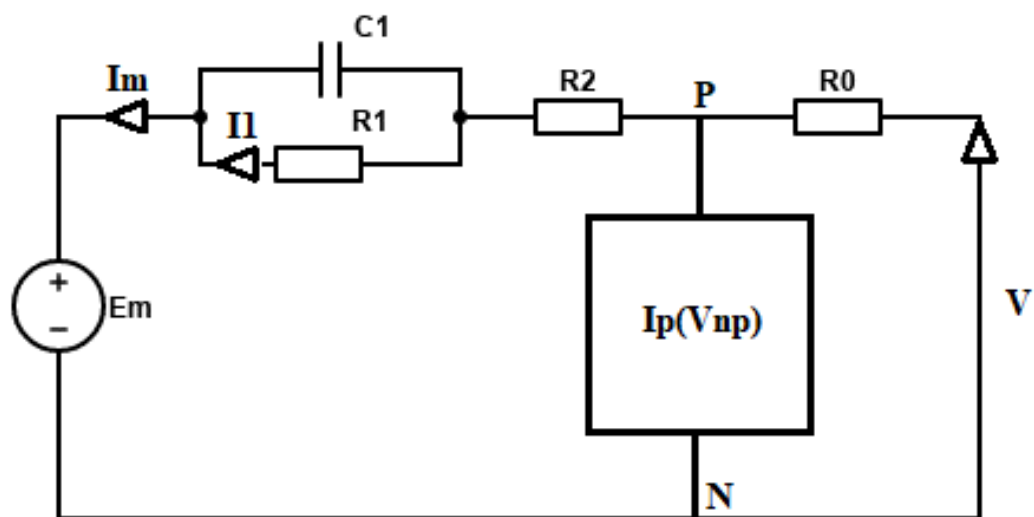 C1
Im
R2
P
R0
I1
R1
+
−
Em
Ip(Vnp)
V
N